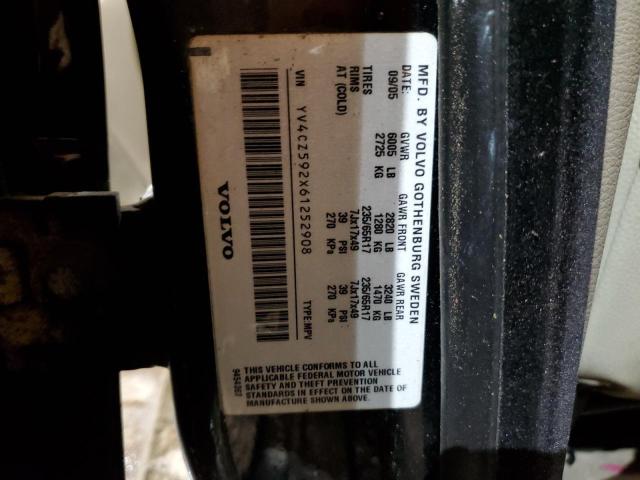 MFD. BY VOLVO GOTHENBURG SWEDEN
DATE: GVWR GAWR FRONT GAWR REAR
09/05 6005 LB 2820 LB 3240 LB
2725 KG 1280 KG 1470 KG
TIRES 235/65R17 235/65R17
RIMS 7Jx17x49 7Jx17x49
AT (COLD) 39 PSI 39 PSI
270 KPa 270 KPa
VIN YV4CZ592X61252908 TYPE:MPV
VOLVO
THIS VEHICLE CONFORMS TO ALL
APPLICABLE FEDERAL MOTOR VEHICLE
SAFETY AND THEFT PREVENTION
STANDARDS IN EFFECT ON THE DATE OF
MANUFACTURE SHOWN ABOVE.